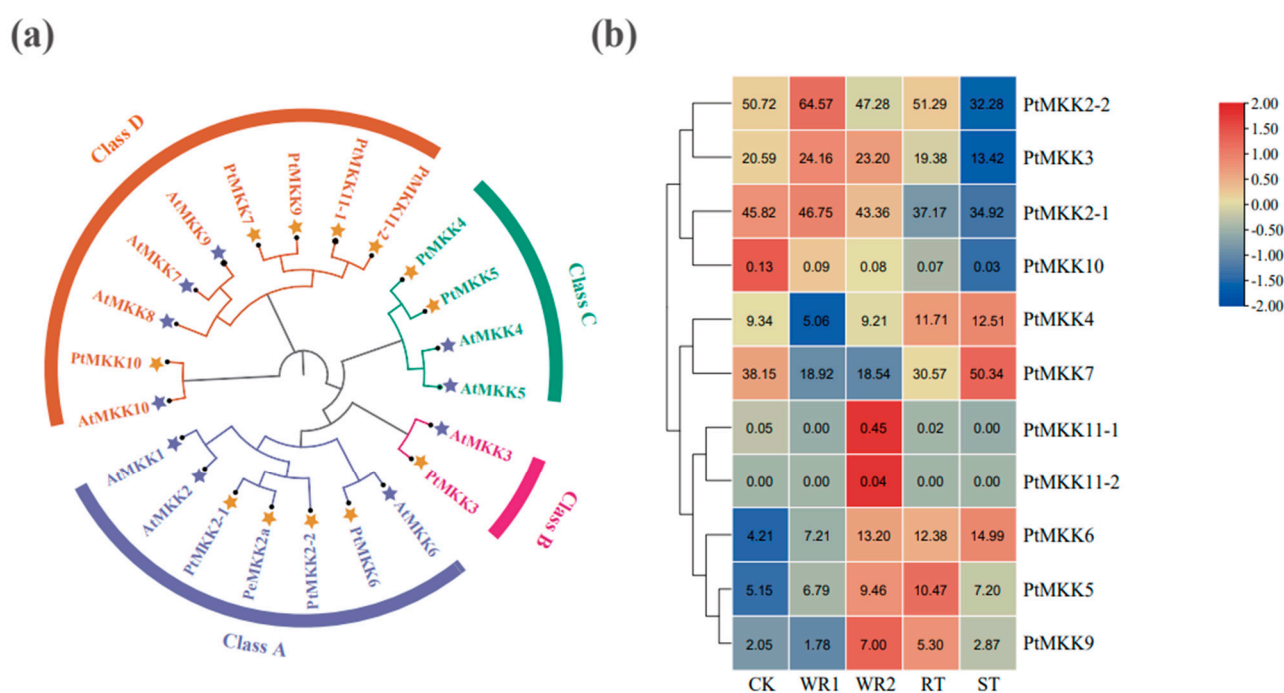 (a)
Class D
PtMKK7
PtMKK9
PtMKK11-1
PtMKK11-2
AtMKK9
AtMKK7
AtMKK8
PtMKK10
AtMKK10
Class C
PtMKK4
PtMKK5
AtMKK4
AtMKK5
Class B
AtMKK3
PtMKK3
Class A
AtMKK1
AtMKK2
PtMKK2-1
PeMKK2a
PtMKK2-2
PtMKK6
AtMKK6
(b)
50.72 64.57 47.28 51.29 32.28 PtMKK2-2
20.59 24.16 23.20 19.38 13.42 PtMKK3
45.82 46.75 43.36 37.17 34.92 PtMKK2-1
0.13 0.09 0.08 0.07 0.03 PtMKK10
9.34 5.06 9.21 11.71 12.51 PtMKK4
38.15 18.92 18.54 30.57 50.34 PtMKK7
0.05 0.00 0.45 0.02 0.00 PtMKK11-1
0.00 0.00 0.04 0.00 0.00 PtMKK11-2
4.21 7.21 13.20 12.38 14.99 PtMKK6
5.15 6.79 9.46 10.47 7.20 PtMKK5
2.05 1.78 7.00 5.30 2.87 PtMKK9
CK WR1 WR2 RT ST
2.00
1.50
1.00
0.50
0.00
-0.50
-1.00
-1.50
-2.00